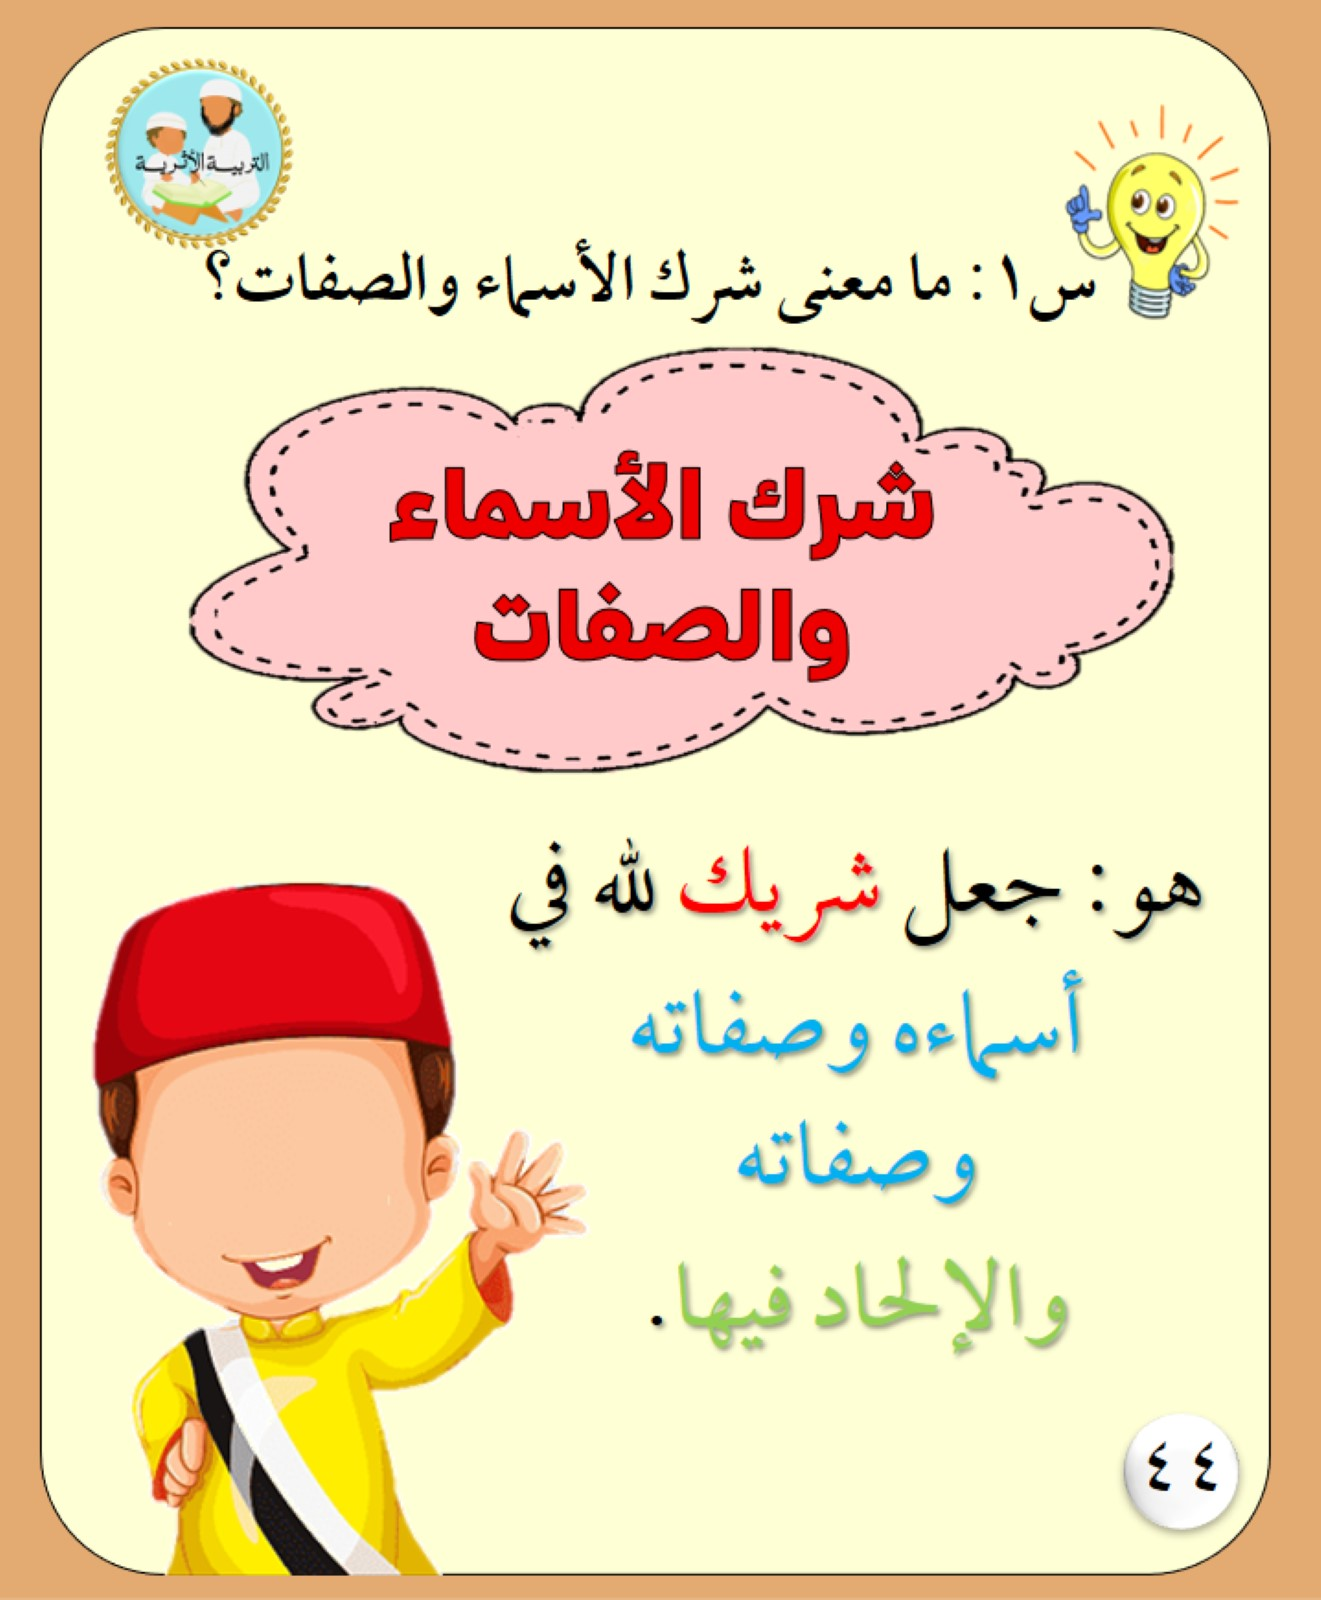 التربية الأثرية
س١: ما معنى شرك الأسماء والصفات؟
شرك الأسماء
والصفات
هو: جعل شريك لله في
أسماءه وصفاته
وصفاته
والإلحاد فيها.
٤٤